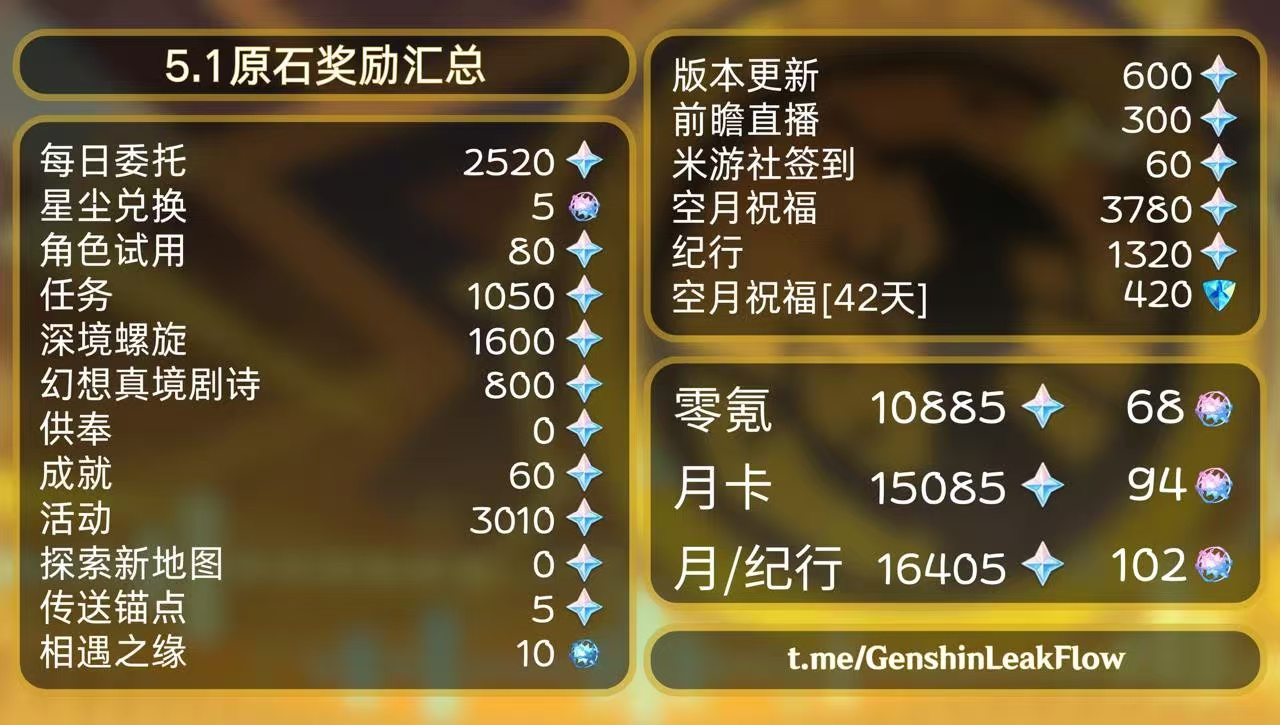 5.1原石奖励汇总
每日委托 2520
星尘兑换 5
角色试用 80
任务 1050
深境螺旋 1600
幻想真境剧诗 800
供奉 0
成就 60
活动 3010
探索新地图 0
传送锚点 5
相遇之缘 10
版本更新 600
前瞻直播 300
米游社签到 60
空月祝福 3780
纪行 1320
空月祝福[42天] 420
零氪 10885 68
月卡 15085 94
月/纪行 16405 102
t.me/GenshinLeakFlow